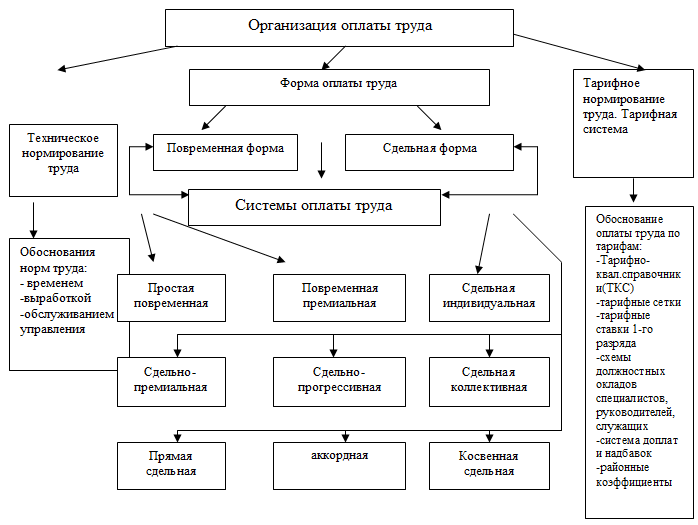 Организация оплаты труда
Форма оплаты труда
Тарифное
нормирование
труда. Тарифная
система
Техническое
нормирование
труда
Повременная форма
Сдельная форма
Системы оплаты труда
Обоснования
норм труда:
- временем
-выработкой
-обслуживанием
управления
Простая
повременная
Повременная
премиальная
Сдельная
индивидуальная
Обоснование
оплаты труда по
тарифам:
-Тарифно-
квал.справочник
и(ТКС)
-тарифные сетки
-тарифные
ставки 1-го
разряда
-схемы
должностных
окладов
специалистов,
руководителей,
служащих
-система доплат
и надбавок
-районные
коэффициенты
Сдельно-
премиальная
Сдельно-
прогрессивная
Сдельная
коллективная
Прямая
сдельная
аккордная
Косвенная
сдельная